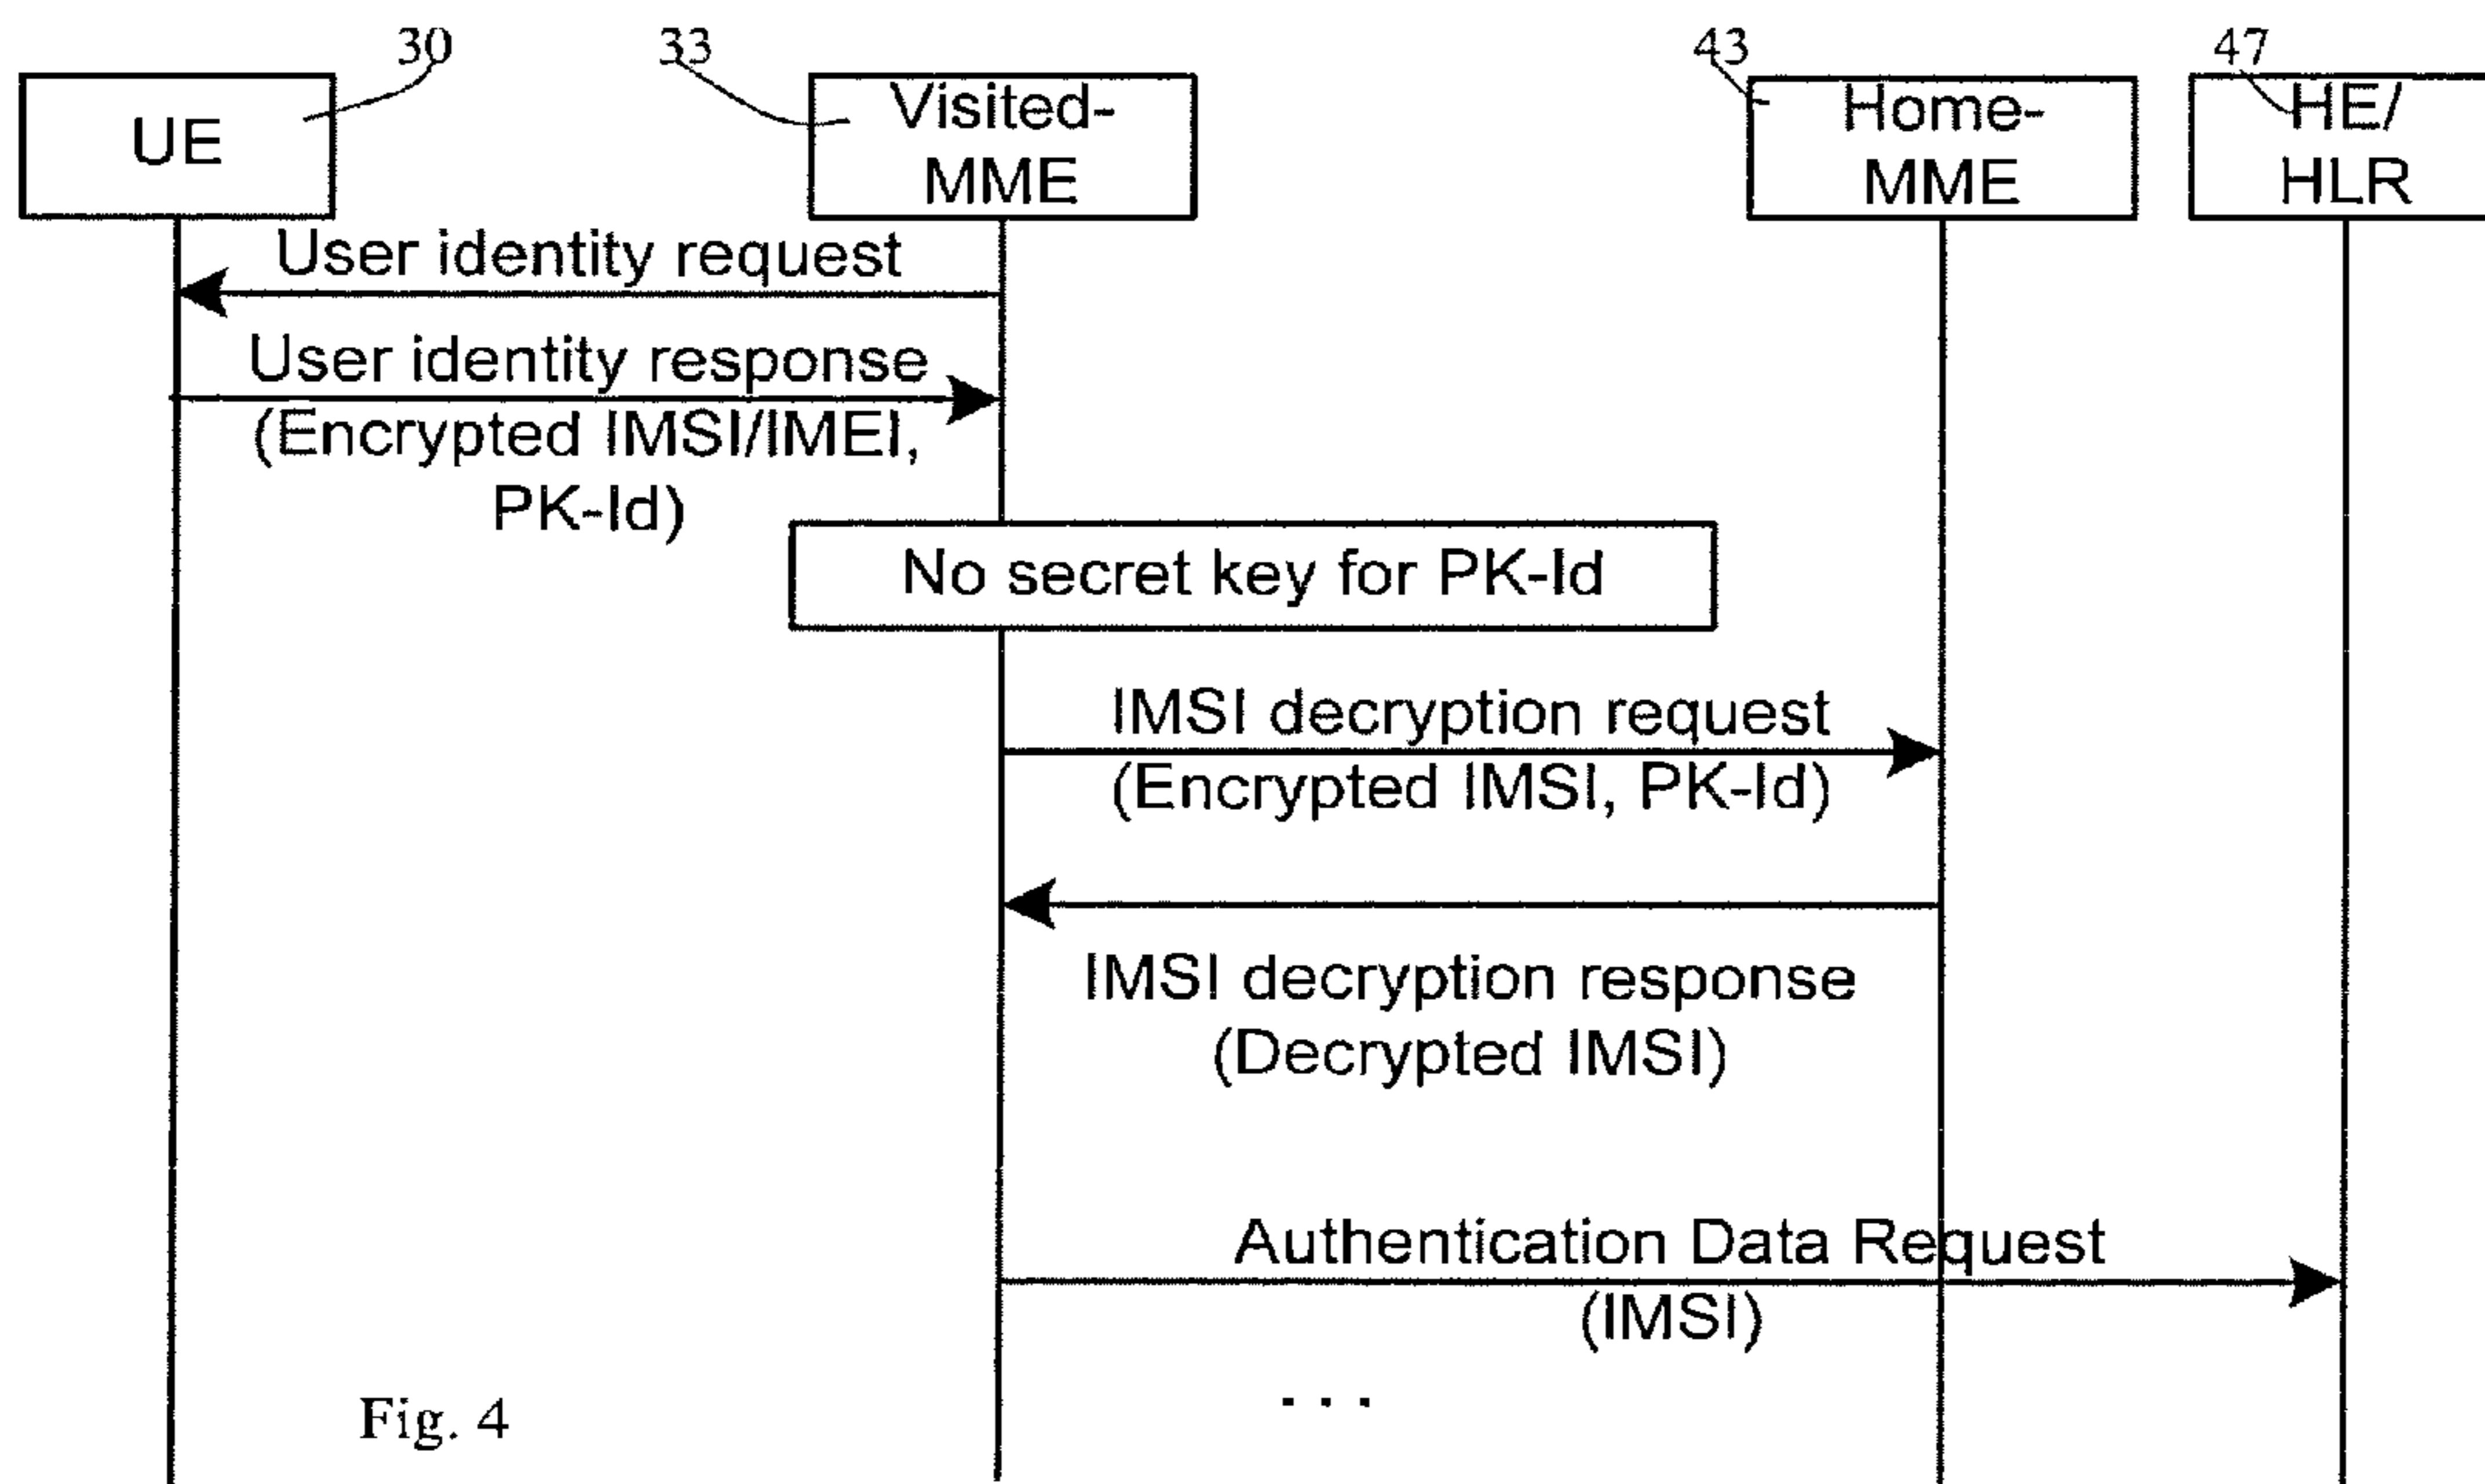 30
33
43
47
UE
Visited-
MME
Home-
MME
HE/
HLR
User identity request
User identity response
(Encrypted IMSI/IMEI,
PK-Id)
No secret key for PK-Id
IMSI decryption request
(Encrypted IMSI, PK-Id)
IMSI decryption response
(Decrypted IMSI)
Authentication Data Request
(IMSI)
. . .
Fig. 4